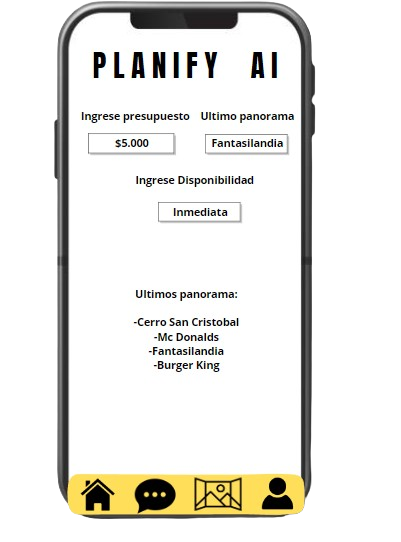 PLANIFY AI
Ingrese presupuesto
Ultimo panorama
$5.000
Fantasilandia
Ingrese Disponibilidad
Inmediata
Ultimos panorama:
-Cerro San Cristobal
-Mc Donalds
-Fantasilandia
-Burger King